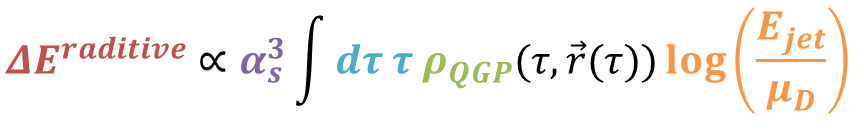 ΔE^{raditive} ∝ α_s^3 ∫ dτ τ ρ_{QGP}(τ, r⃗(τ)) log(E_{jet}/μ_D)